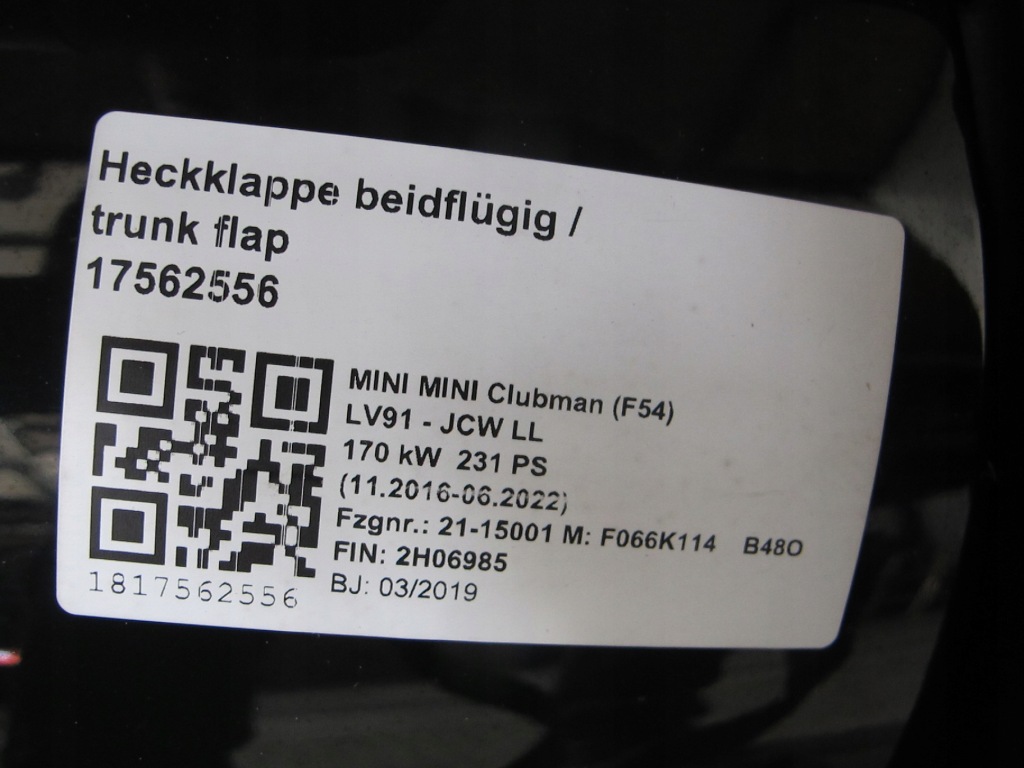 Heckklappe beidflügig /
trunk flap
17562556
MINI MINI Clubman (F54)
LV91 - JCW LL
170 kW 231 PS
(11.2016-06.2022)
Fzgnr.: 21-15001 M: F066K114 B48O
FIN: 2H06985
BJ: 03/2019
1817562556